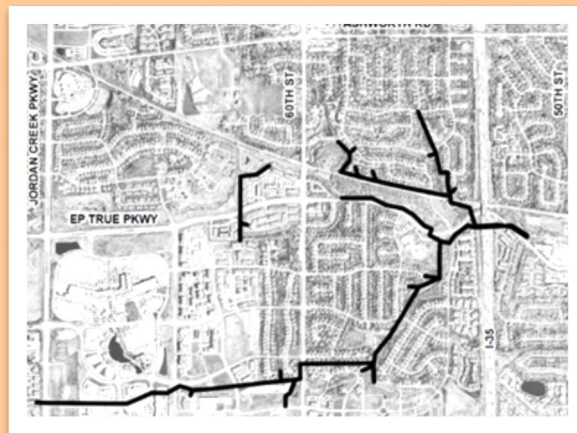 ASHWORTH RD
JORDAN CREEK PKWY
60TH ST
50TH ST
EP TRUE PKWY
I-35